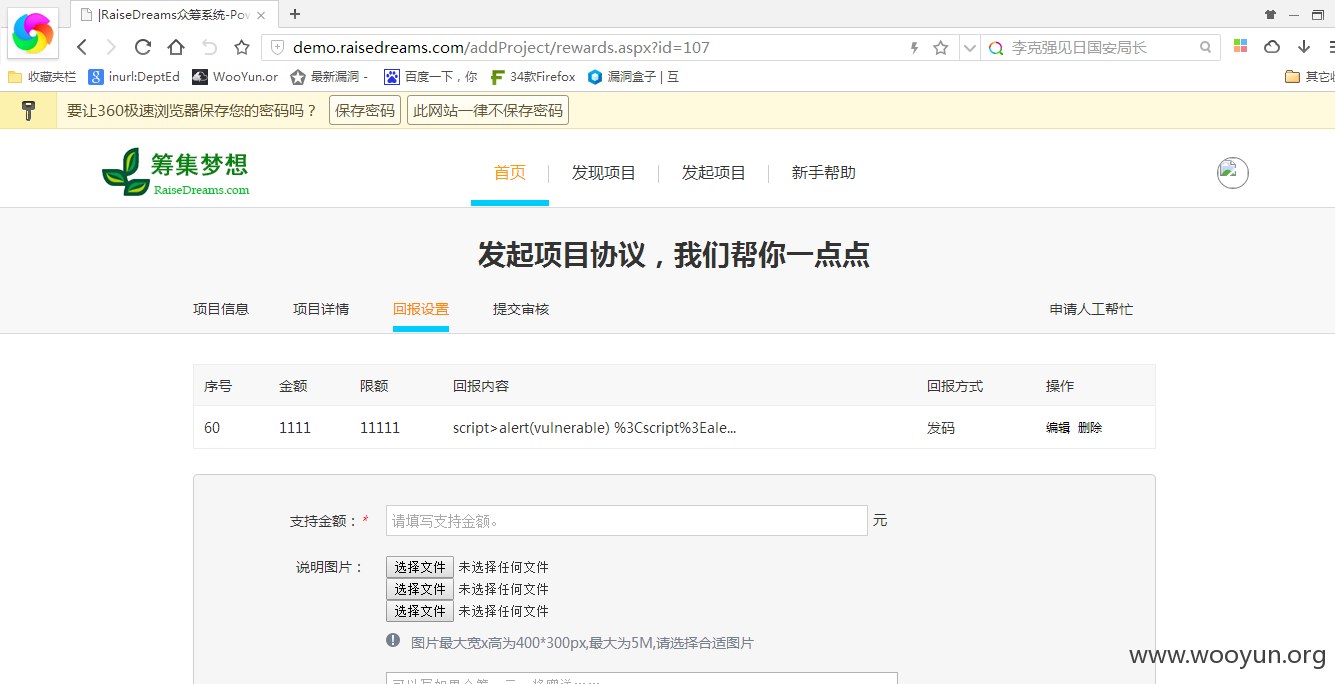 |RaiseDreams众筹系统-Pov
demo.raisedreams.com/addProject/rewards.aspx?id=107
李克强见日国安局长
收藏夹栏 inurl:DeptEd WooYun.or 最新漏洞 - 百度一下，你 34款Firefox 漏洞盒子 | 互 其它收
要让360极速浏览器保存您的密码吗？ 保存密码 此网站一律不保存密码
筹集梦想
RaiseDreams.com
首页 发现项目 发起项目 新手帮助
发起项目协议，我们帮你一点点
项目信息 项目详情 回报设置 提交审核 申请人工帮忙
序号 金额 限额 回报内容 回报方式 操作
60 1111 11111 script>alert(vulnerable) %3Cscript%3Eale... 发码 编辑 删除
支持金额：* 请填写支持金额。 元
说明图片： 选择文件 未选择任何文件
选择文件 未选择任何文件
选择文件 未选择任何文件
图片最大宽x高为400*300px,最大为5M,请选择合适图片
www.wooyun.org